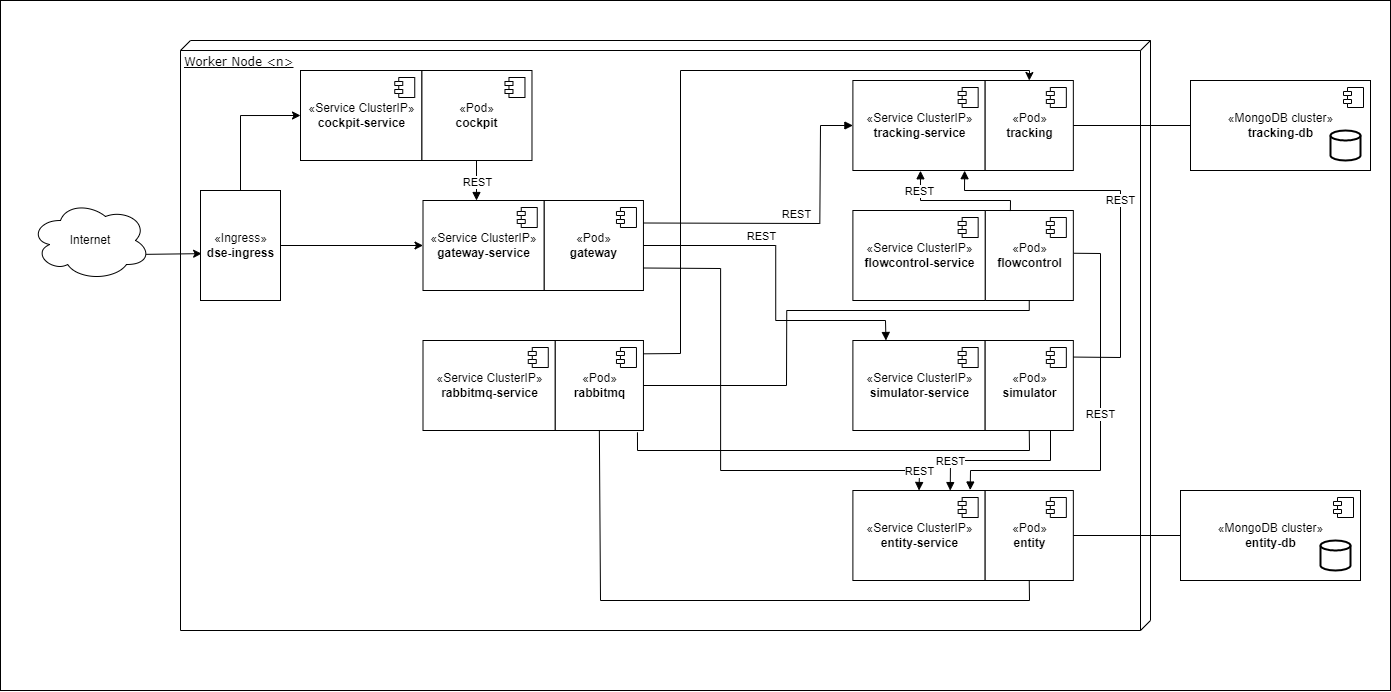 Worker Node <n>
«Service ClusterIP»
cockpit-service
«Pod»
cockpit
REST
Internet
«Ingress»
dse-ingress
«Service ClusterIP»
gateway-service
«Pod»
gateway
REST
REST
«Service ClusterIP»
tracking-service
«Pod»
tracking
«MongoDB cluster»
tracking-db
REST
REST
«Service ClusterIP»
flowcontrol-service
«Pod»
flowcontrol
«Service ClusterIP»
rabbitmq-service
«Pod»
rabbitmq
«Service ClusterIP»
simulator-service
«Pod»
simulator
REST
REST
REST
«Service ClusterIP»
entity-service
«Pod»
entity
«MongoDB cluster»
entity-db